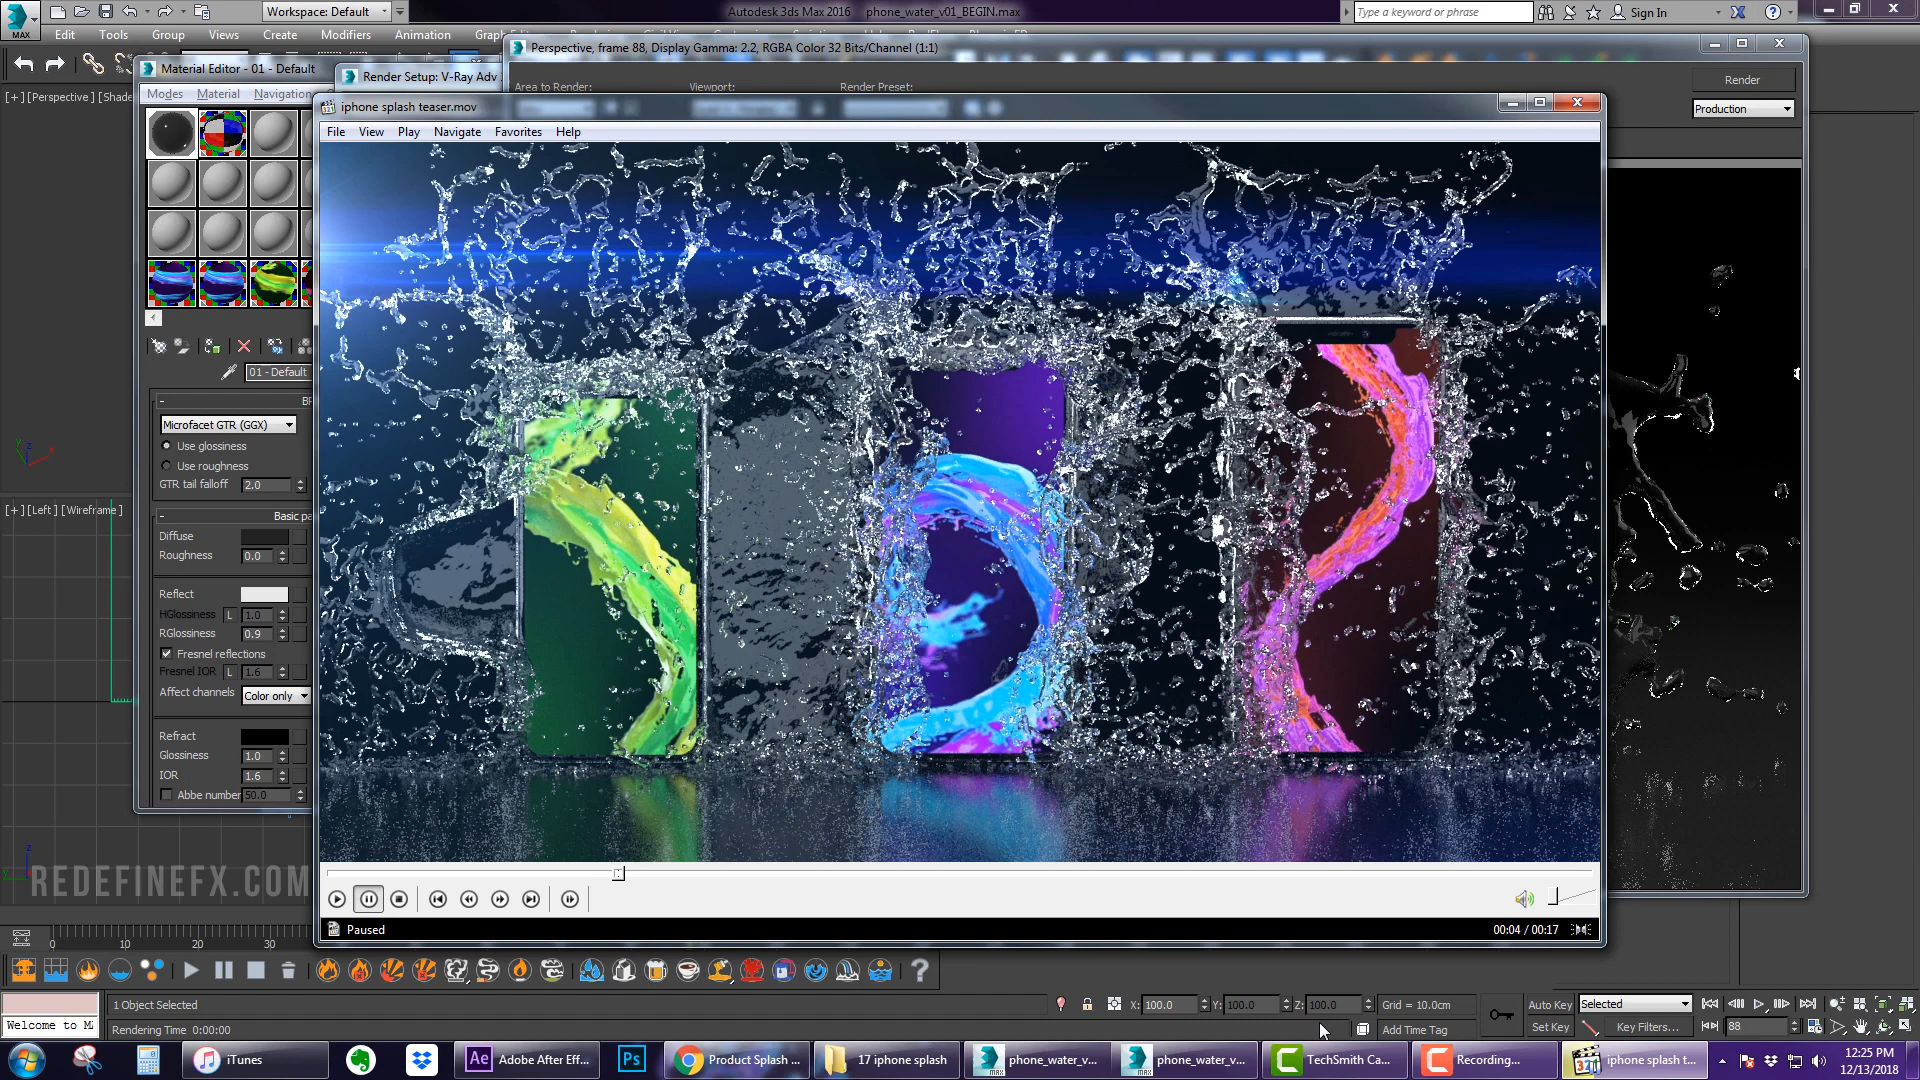 Workspace: Default
Autodesk 3ds Max 2016    phone_water_v01_BEGIN.max
Type a keyword or phrase
Sign In
MAX
Edit Tools Group Views Create Modifiers Animation
Perspective, frame 88, Display Gamma: 2.2, RGBA Color 32 Bits/Channel (1:1)
Material Editor - 01 - Default
Render Setup: V-Ray Adv
Area to Render:
Viewport:
Render Preset:
Render
Production
[+] [Perspective] [Shade
Modes Material Navigation
iphone splash teaser.mov
File View Play Navigate Favorites Help
01 - Default
Microfacet GTR (GGX)
Use glossiness
Use roughness
GTR tail falloff 2.0
[+] [Left] [Wireframe]
Basic pa
Diffuse
Roughness 0.0
Reflect
HGlossiness L 1.0
RGlossiness 0.9
Fresnel reflections
Fresnel IOR L 1.6
Affect channels Color only
Refract
Glossiness 1.0
IOR 1.6
Abbe number 50.0
REDEFINEFX.COM
Paused
00:04 / 00:17
0 10 20 30
1 Object Selected
X: 100.0 Y: 100.0 Z: 100.0 Grid = 10.0cm
Auto Key Selected
Welcome to M
Rendering Time 0:00:00
Add Time Tag
Set Key Key Filters... 88
iTunes
Adobe After Eff...
Product Splash ...
17 iphone splash
phone_water_v...
phone_water_v...
TechSmith Ca...
Recording...
iphone splash t...
12:25 PM
12/13/2018